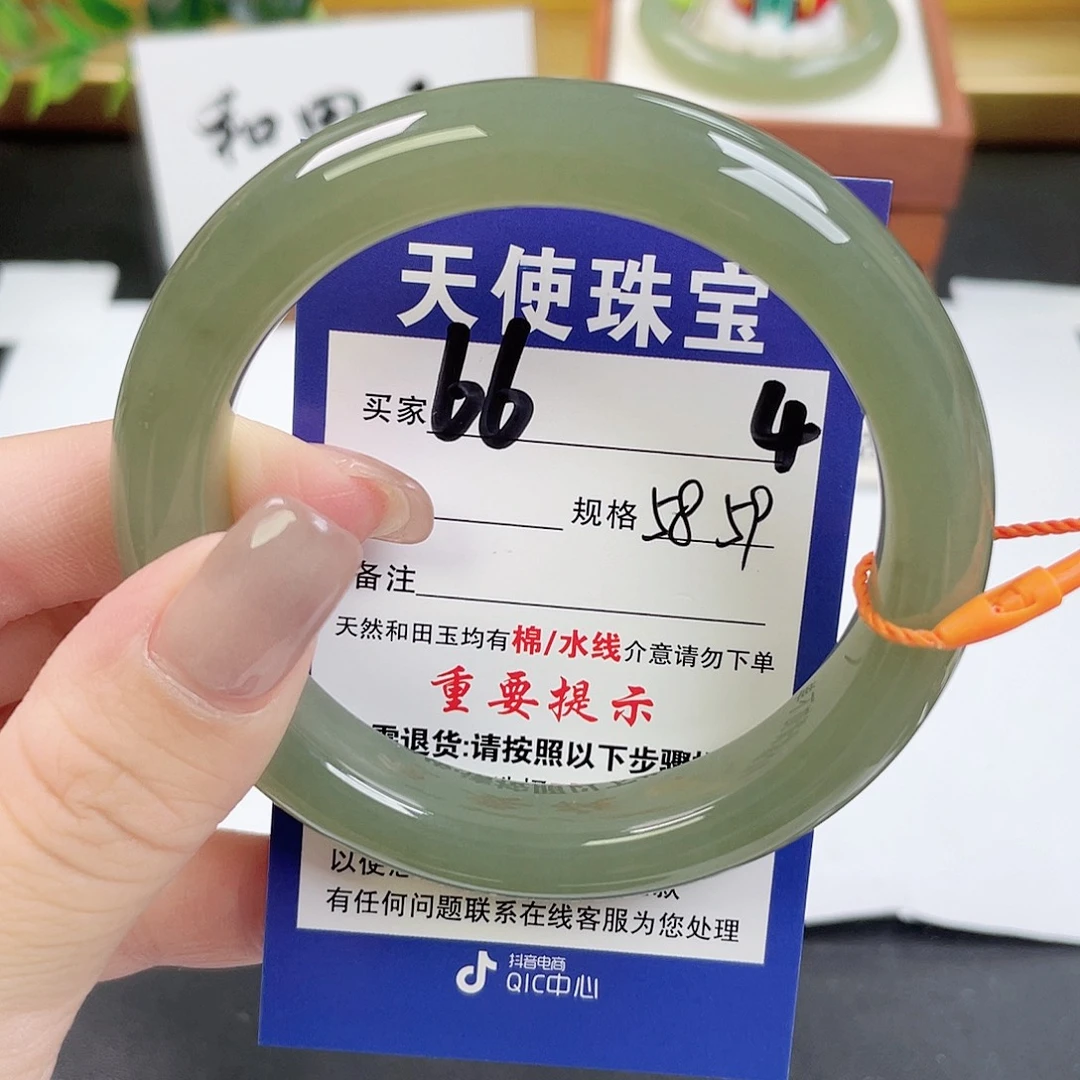 和田
天使珠宝
买家 66 4
规格 58 59
备注
天然和田玉均有棉/水线介意请勿下单
重要提示
需退货:请按照以下步骤
以便
有任何问题联系在线客服为您处理
抖音电商
QIC中心